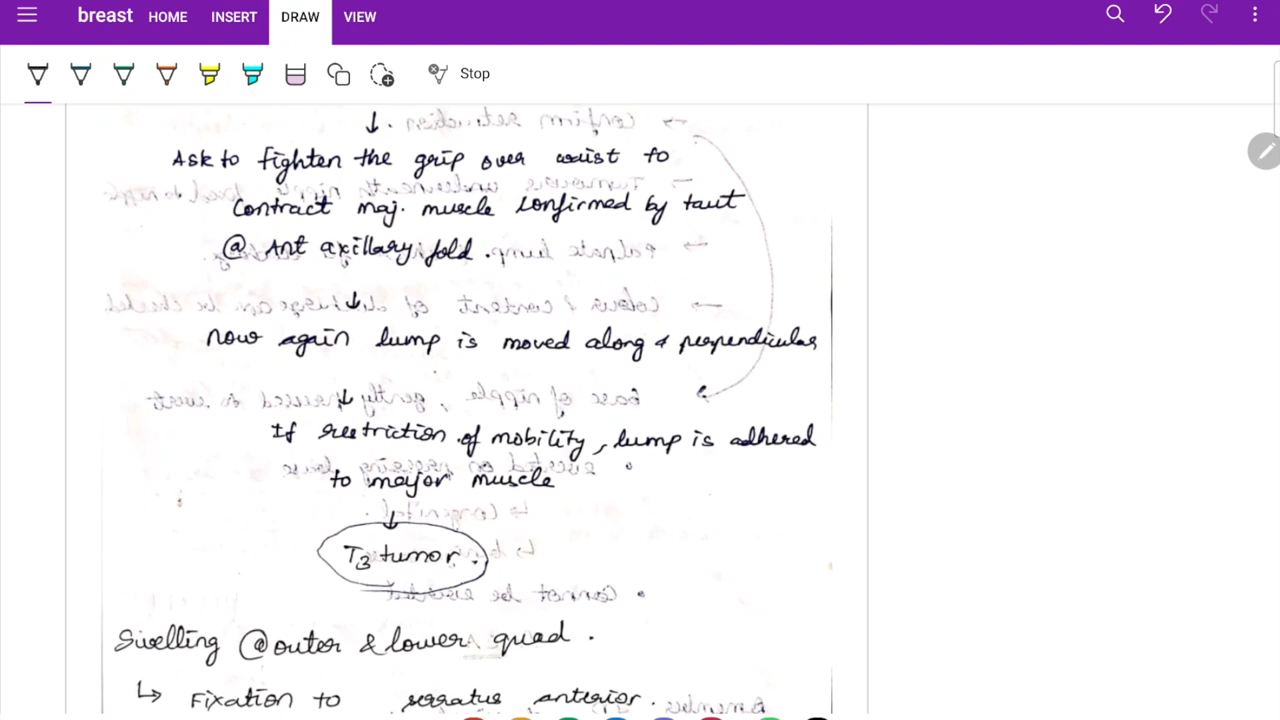 breast HOME INSERT DRAW VIEW
Stop
Ask to tighten the grip over waist to
Contract maj. muscle confirmed by taut
@ Ant axillary fold.
now again lump is moved along & perpendicular
If restriction of mobility, lump is adhered
to major muscle
T3 tumor.
Swelling @ outer & lower quad.
Fixation to serratus anterior.